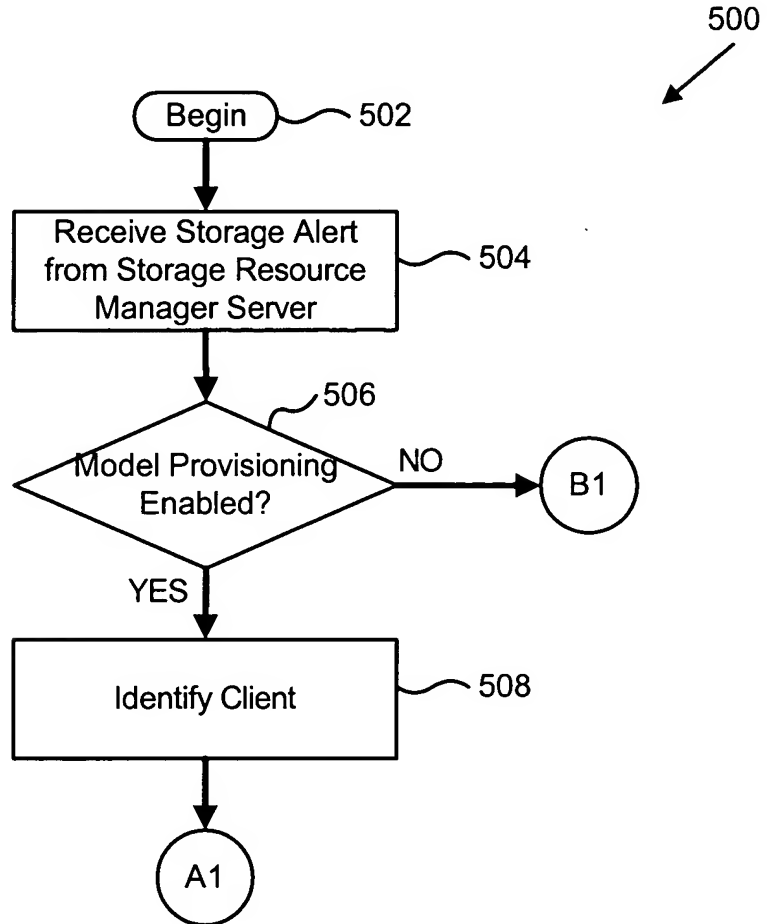 500
Begin
502
Receive Storage Alert
from Storage Resource
Manager Server
504
506
Model Provisioning
Enabled?
NO
B1
YES
Identify Client
508
A1